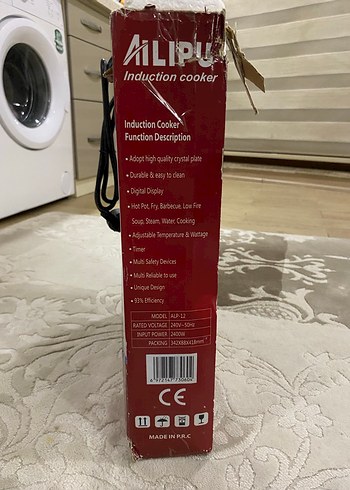 AiLIPU
Induction cooker
Induction Cooker
Function Description
• Adopt high quality crystal plate
• Durable & easy to clean
• Digital Display
• Hot Pot, Fry, Barbecue, Low Fire
Soup, Steam, Water, Cooking
• Adjustable Temperature & Wattage
• Timer
• Multi Safety Devices
• Multi Reliable to use
• Unique Design
• 93% Efficiency
MODEL ALP-12
RATED VOLTAGE 240V~50Hz
INPUT POWER 2400W
PACKING 342X88X418mm
CE
MADE IN P.R.C